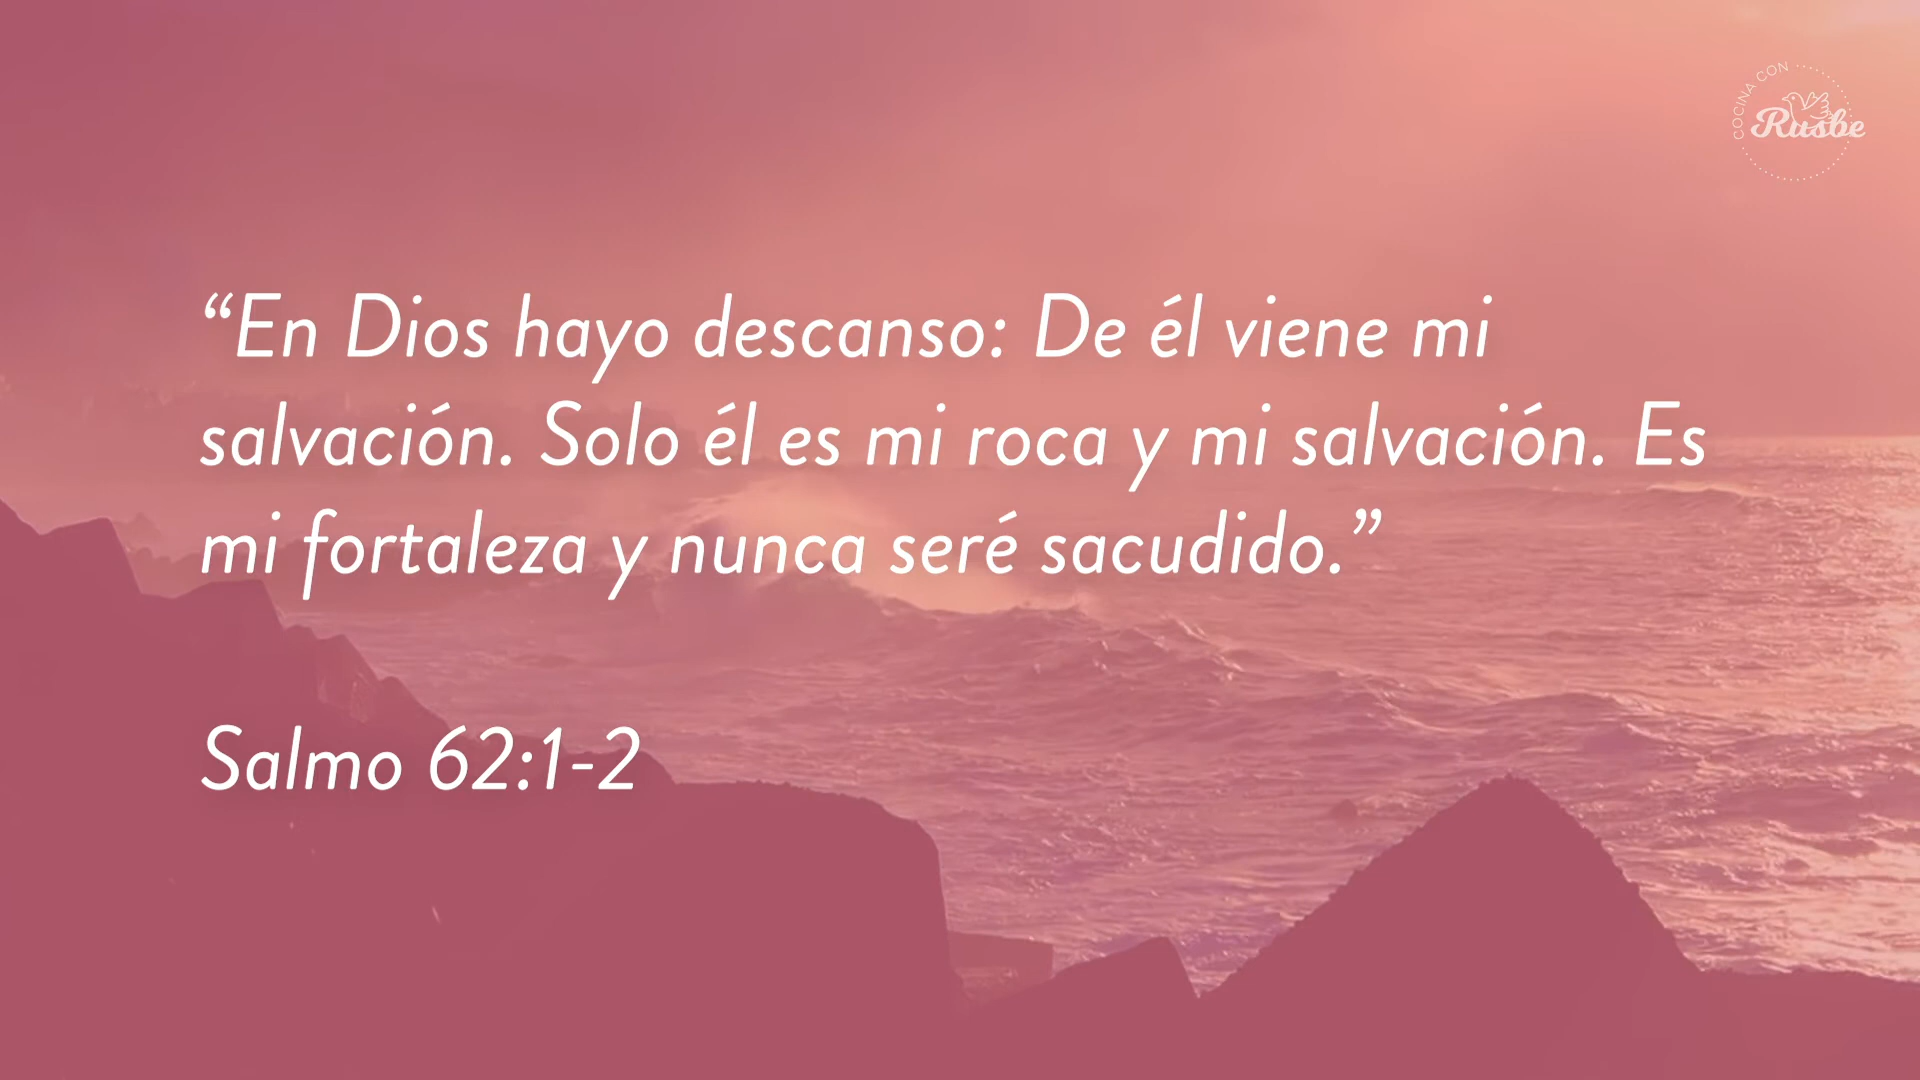 COCINA CON
Rusbe
“En Dios hayo descanso: De él viene mi
salvación. Solo él es mi roca y mi salvación. Es
mi fortaleza y nunca seré sacudido.”
Salmo 62:1-2